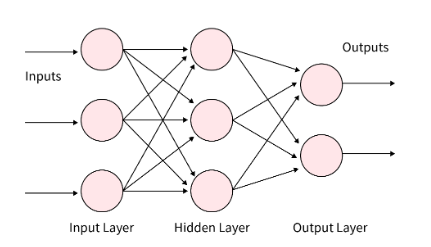 Outputs
Inputs
Input Layer
Hidden Layer
Output Layer